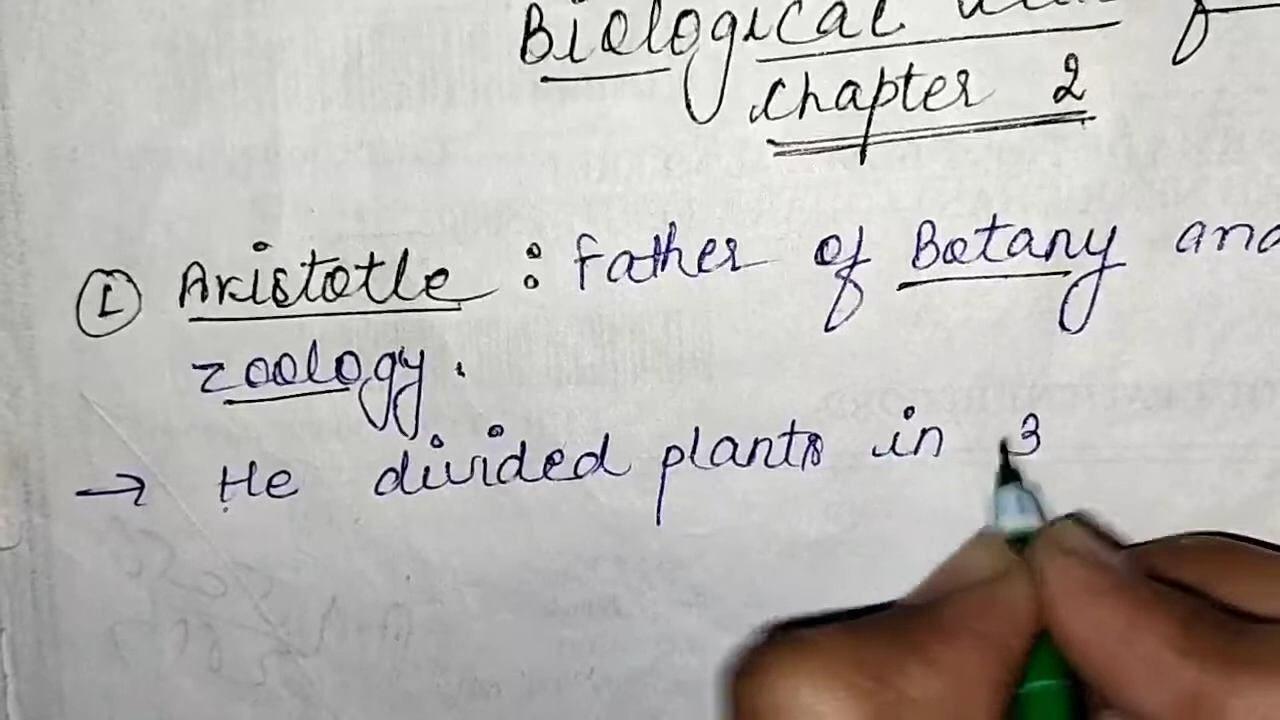 Biological
Chapter 2
① Aristotle : Father of Botany and
zoology.
→ He divided plants in 3